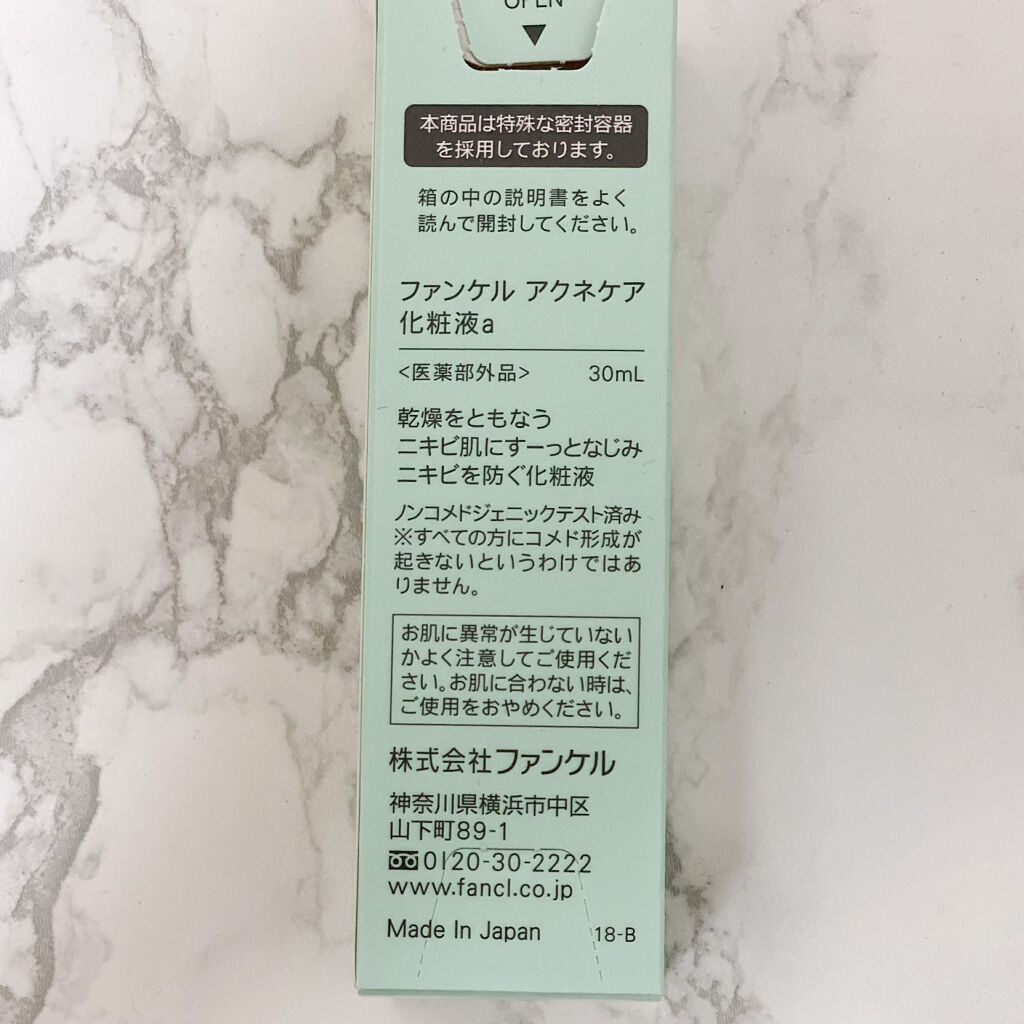 OPEN
▼
本商品は特殊な密封容器
を採用しております。
箱の中の説明書をよく
読んで開封してください。
ファンケル アクネケア
化粧液a
<医薬部外品> 30mL
乾燥をともなう
ニキビ肌にすーっとなじみ
ニキビを防ぐ化粧液
ノンコメドジェニックテスト済み
※すべての方にコメド形成が
起きないというわけではあ
りません。
お肌に異常が生じていない
かよく注意してご使用くだ
さい。お肌に合わない時は、
ご使用をおやめください。
株式会社ファンケル
神奈川県横浜市中区
山下町89-1
0120-30-2222
www.fancl.co.jp
Made In Japan 18-B